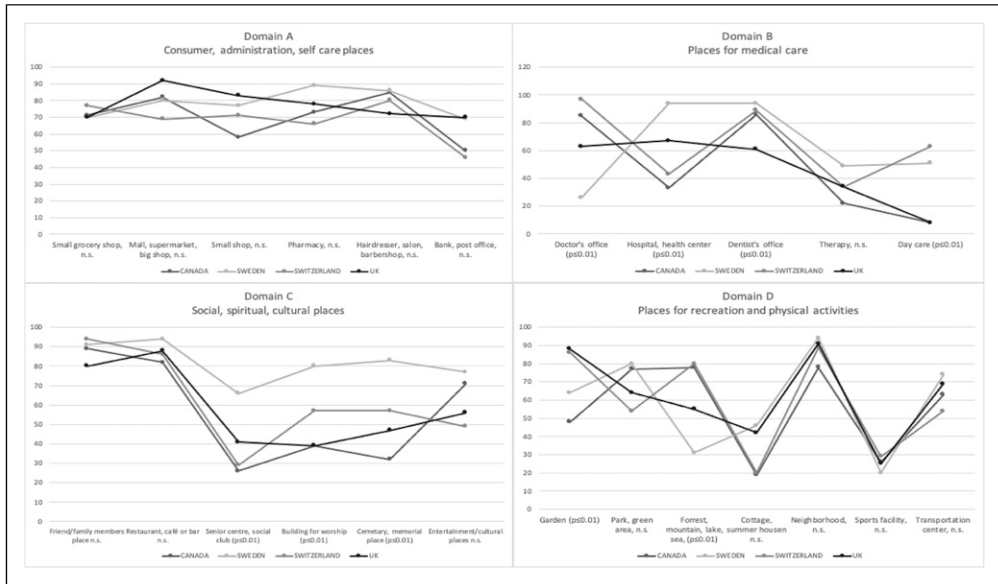 Domain A
Consumer, administration, self care places
100
90
80
70
60
50
40
30
20
10
0
Small grocery shop, n.s.
Mall, supermarket, big shop, n.s.
Small shop, n.s.
Pharmacy, n.s.
Hairdresser, salon, barbershop, n.s.
Bank, post office, n.s.
CANADA SWEDEN SWITZERLAND UK
Domain B
Places for medical care
120
100
80
60
40
20
0
Doctor's office (p≤0.01)
Hospital, health center (p≤0.01)
Dentist's office (p≤0.01)
Therapy, n.s.
Day care (p≤0.01)
CANADA SWEDEN SWITZERLAND UK
Domain C
Social, spiritual, cultural places
100
90
80
70
60
50
40
30
20
10
0
Friend/family members place n.s.
Restaurant, café or bar n.s.
Senior centre, social club (p≤0.01)
Building for worship (p≤0.01)
Cemetary, memorial place (p≤0.01)
Entertainment/cultural places n.s.
CANADA SWEDEN SWITZERLAND UK
Domain D
Places for recreation and physical activities
100
90
80
70
60
50
40
30
20
10
0
Garden (p≤0.01)
Park, green area, n.s.
Forrest, mountain, lake, sea, (p≤0.01)
Cottage, summer housen n.s.
Neighborhood, n.s.
Sports facility, n.s.
Transportation center, n.s.
CANADA SWEDEN SWITZERLAND UK